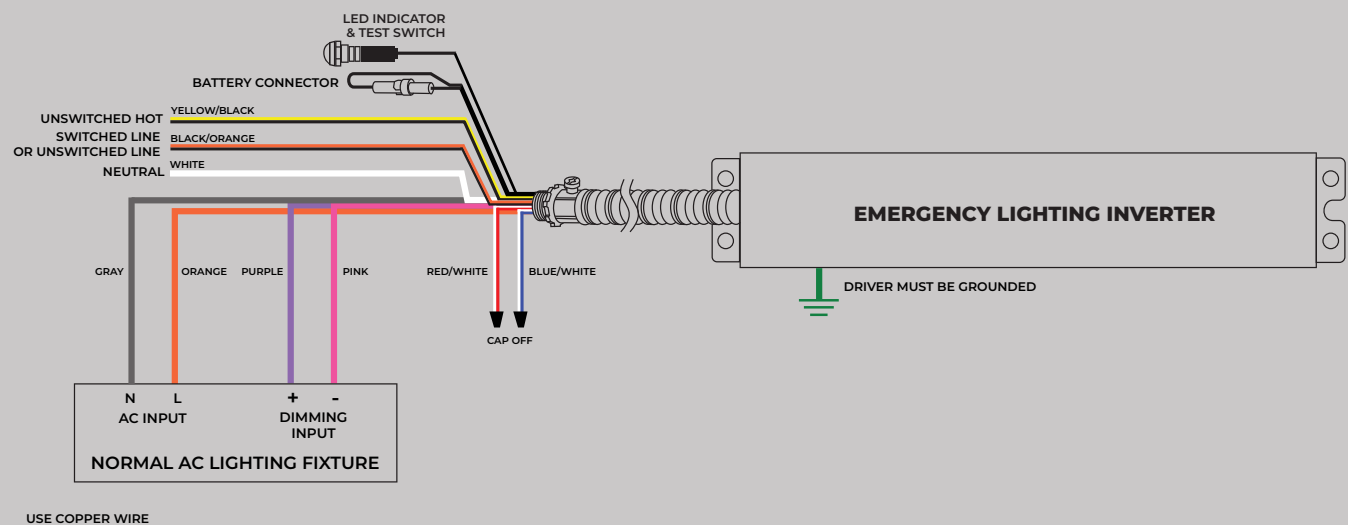 LED INDICATOR
& TEST SWITCH
BATTERY CONNECTOR
YELLOW/BLACK
UNSWITCHED HOT
SWITCHED LINE
OR UNSWITCHED LINE
BLACK/ORANGE
WHITE
NEUTRAL
EMERGENCY LIGHTING INVERTER
GRAY
ORANGE
PURPLE
PINK
RED/WHITE
BLUE/WHITE
DRIVER MUST BE GROUNDED
CAP OFF
N L + -
AC INPUT
DIMMING
INPUT
NORMAL AC LIGHTING FIXTURE
USE COPPER WIRE